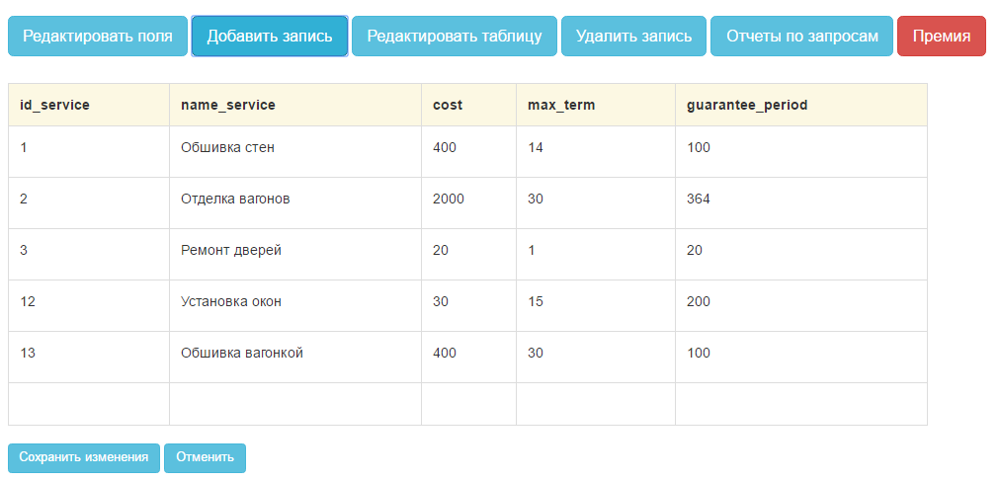 Редактировать поля Добавить запись Редактировать таблицу Удалить запись Отчеты по запросам Премия
id_service name_service cost max_term guarantee_period
1 Обшивка стен 400 14 100
2 Отделка вагонов 2000 30 364
3 Ремонт дверей 20 1 20
12 Установка окон 30 15 200
13 Обшивка вагонкой 400 30 100
Сохранить изменения Отменить